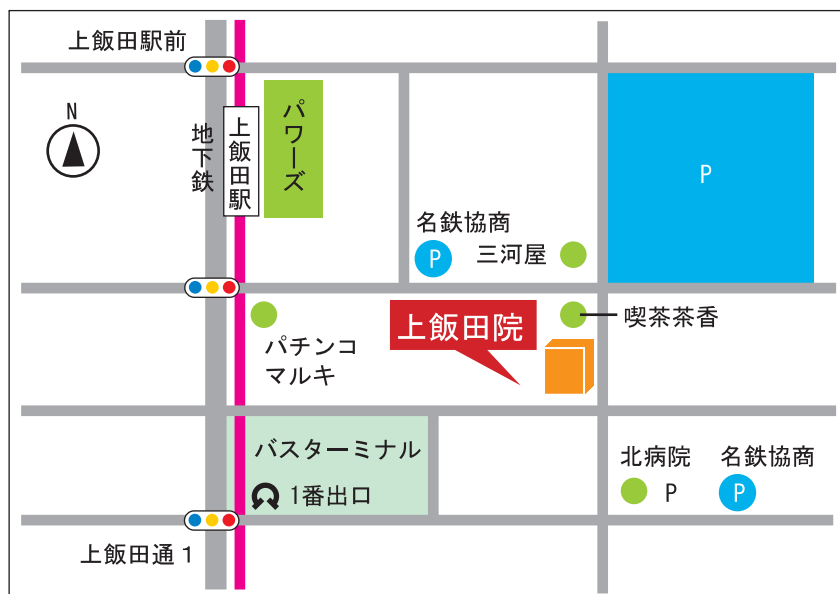 上飯田駅前
N
地下鉄
上飯田駅
パワーズ
P
名鉄協商
P
三河屋
上飯田院
喫茶茶香
パチンコ
マルキ
バスターミナル
1番出口
北病院
P
名鉄協商
P
上飯田通1